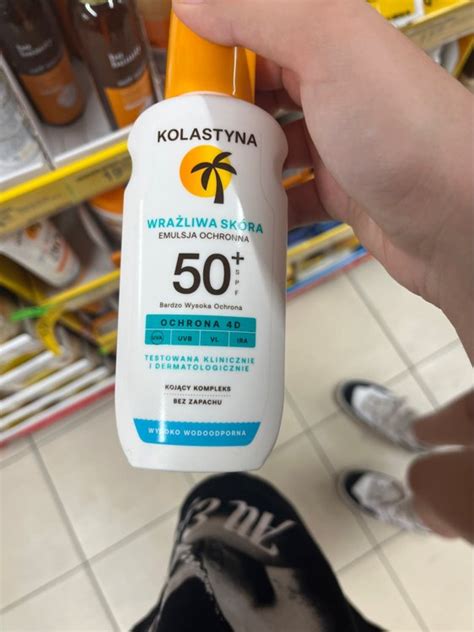 KOLASTYNA
WRAŻLIWA SKÓRA
EMULSJA OCHRONNA
50+
SPF
Bardzo Wysoka Ochrona
OCHRONA 4D
UVA UVB VL IRA
TESTOWANA KLINICZNIE
I DERMATOLOGICZNIE
KOJĄCY KOMPLEKS
BEZ ZAPACHU
WYSOKO WODOODPORNA